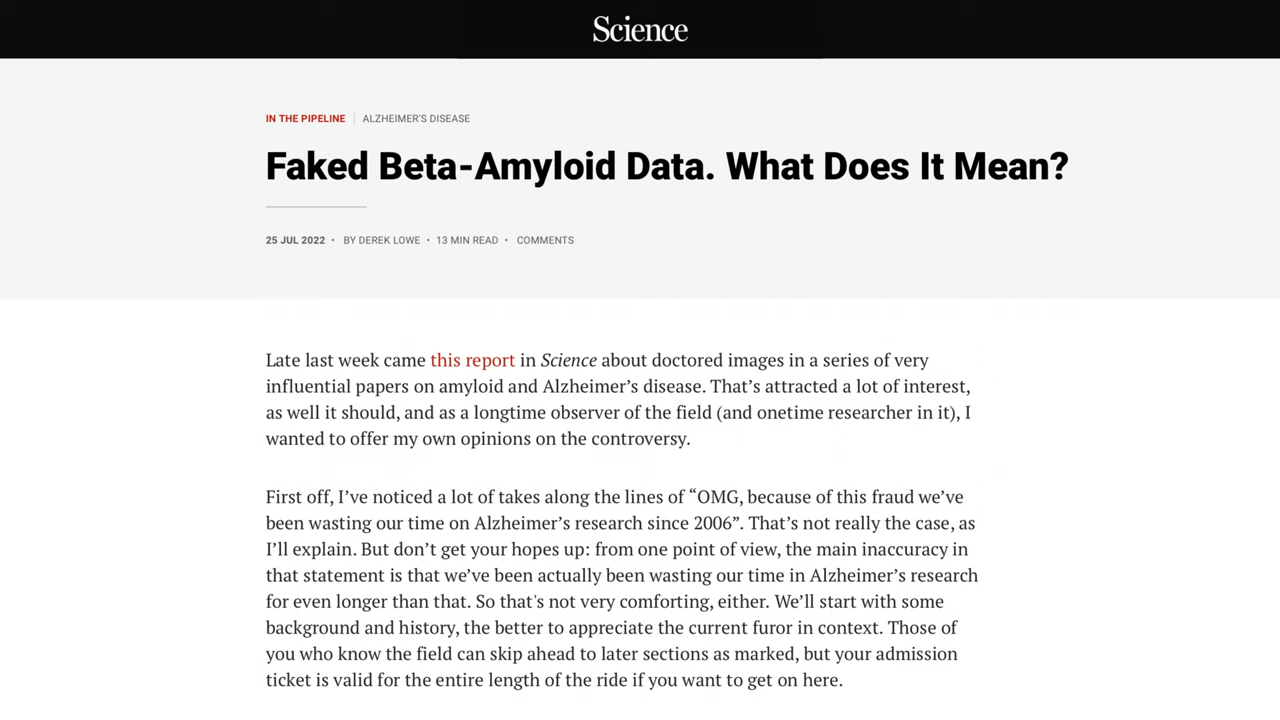 Science
IN THE PIPELINE | ALZHEIMER'S DISEASE
Faked Beta-Amyloid Data. What Does It Mean?
25 JUL 2022 • BY DEREK LOWE • 13 MIN READ • COMMENTS
Late last week came this report in Science about doctored images in a series of very
influential papers on amyloid and Alzheimer’s disease. That’s attracted a lot of interest,
as well it should, and as a longtime observer of the field (and onetime researcher in it), I
wanted to offer my own opinions on the controversy.
First off, I’ve noticed a lot of takes along the lines of “OMG, because of this fraud we’ve
been wasting our time on Alzheimer’s research since 2006”. That’s not really the case, as
I’ll explain. But don’t get your hopes up: from one point of view, the main inaccuracy in
that statement is that we’ve been actually been wasting our time in Alzheimer’s research
for even longer than that. So that's not very comforting, either. We’ll start with some
background and history, the better to appreciate the current furor in context. Those of
you who know the field can skip ahead to later sections as marked, but your admission
ticket is valid for the entire length of the ride if you want to get on here.